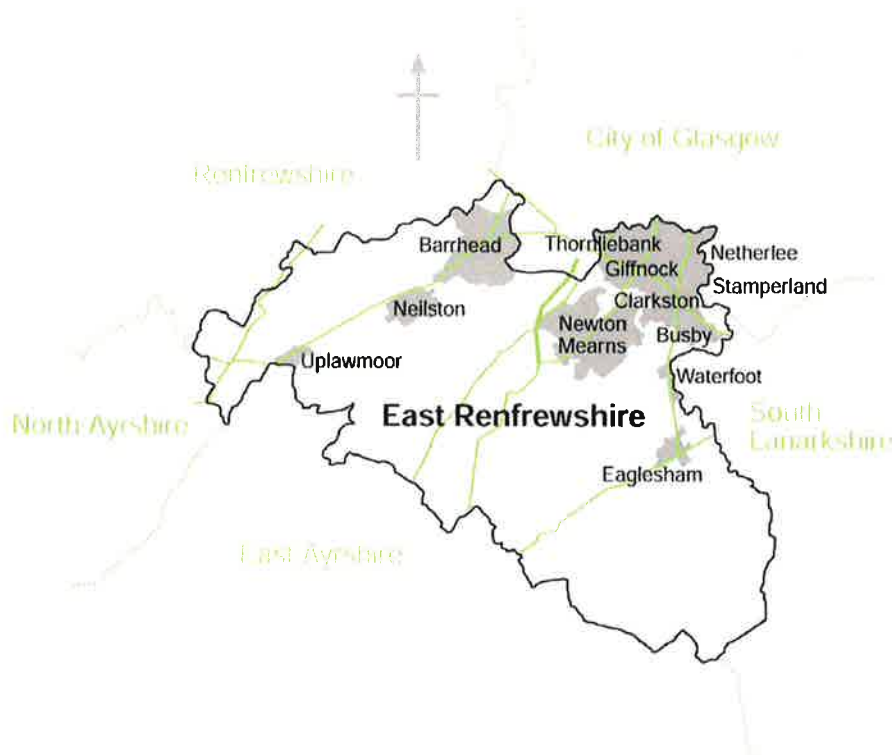 City of Glasgow
Renfrewshire
Barrhead
Thornliebank
Netherlee
Giffnock
Stamperland
Neilston
Clarkston
Newton
Mearns
Busby
Uplawmoor
Waterfoot
East Renfrewshire
North Ayrshire
South
Lanarkshire
Eaglesham
East Ayrshire